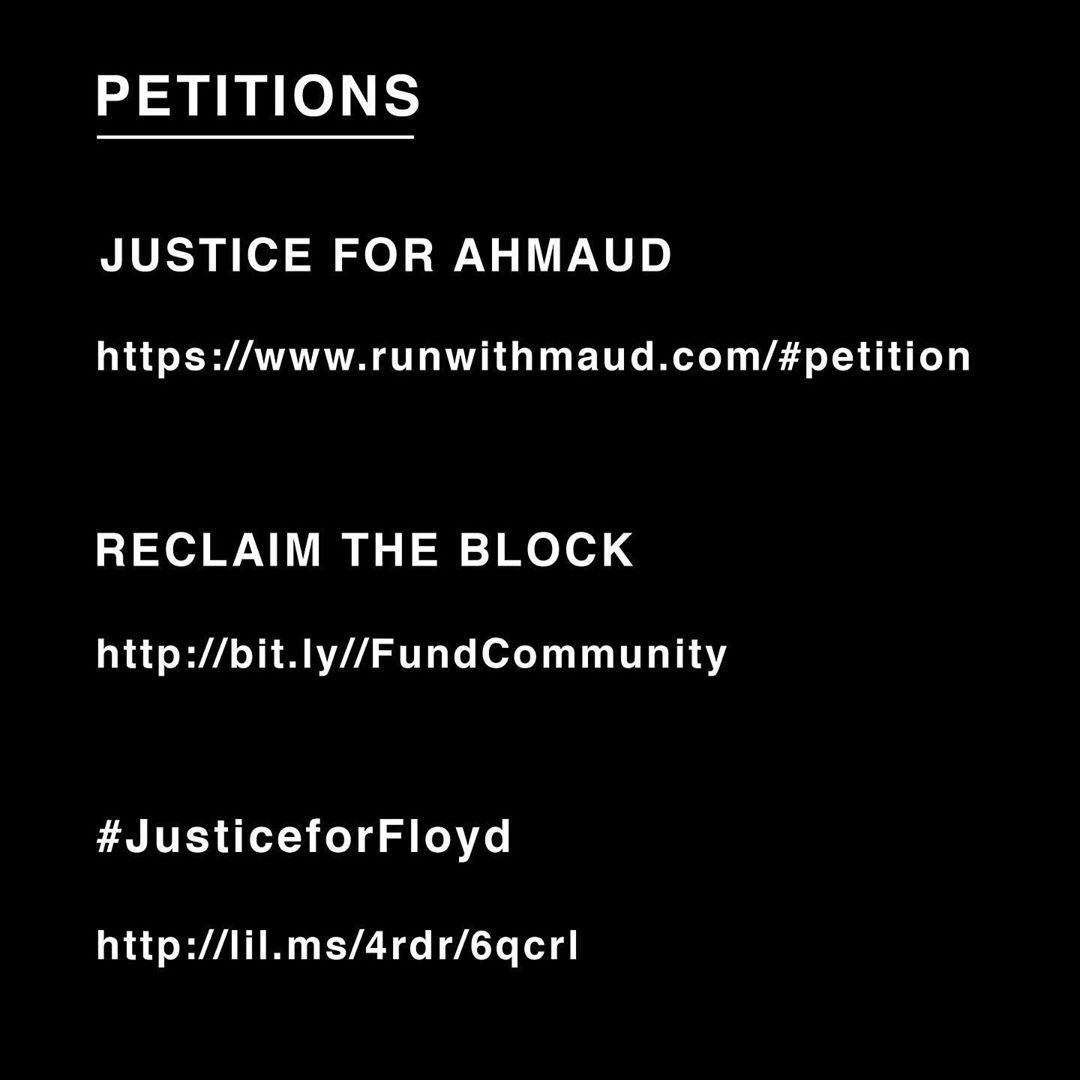 PETITIONS
JUSTICE FOR AHMAUD
https://www.runwithmaud.com/#petition
RECLAIM THE BLOCK
http://bit.ly//FundCommunity
#JusticeforFloyd
http://lil.ms/4rdr/6qcrl